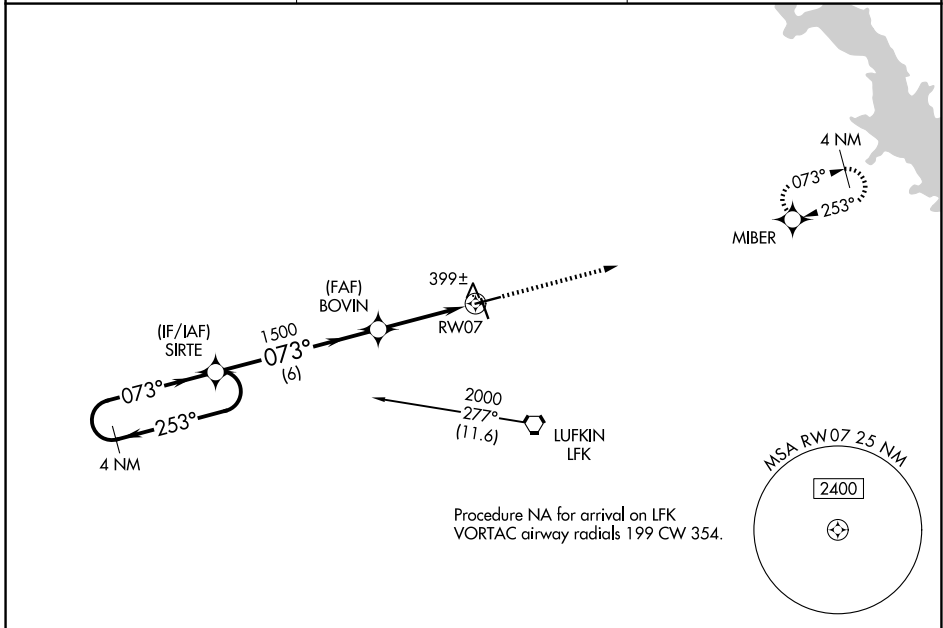 4 NM
073°
253°
MIBER
399±
(FAF)
BOVIN
RW07
(IF/IAF)
SIRTE
1500
073°
(6)
073°
253°
4 NM
2000
277°
(11.6)
LUFKIN
LFK
MSA RW07 25 NM
2400
Procedure NA for arrival on LFK
VORTAC airway radials 199 CW 354.